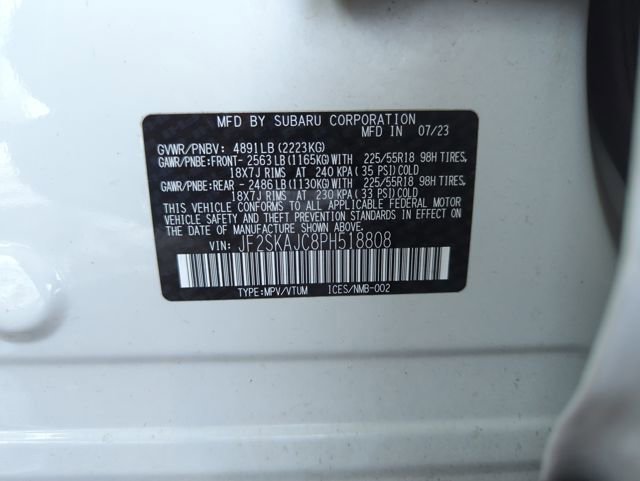 MFD BY SUBARU CORPORATION
MFD IN 07/23
GVWR/PNBV: 4891LB(2223KG)
GAWR/PNBE:FRONT- 2563LB(1165KG)WITH 225/55R18 98H TIRES,
18X7J RIMS AT 240 KPA(35 PSI)COLD
GAWR/PNBE:REAR - 2486LB(1130KG)WITH 225/55R18 98H TIRES,
18X7J RIMS AT 230 KPA(33 PSI)COLD
THIS VEHICLE CONFORMS TO ALL APPLICABLE FEDERAL MOTOR
VEHICLE SAFETY AND THEFT PREVENTION STANDARDS IN EFFECT ON
THE DATE OF MANUFACTURE SHOWN ABOVE.
VIN: JF2SKAJC8PH518808
TYPE:MPV/VTUM ICES/NMB-002